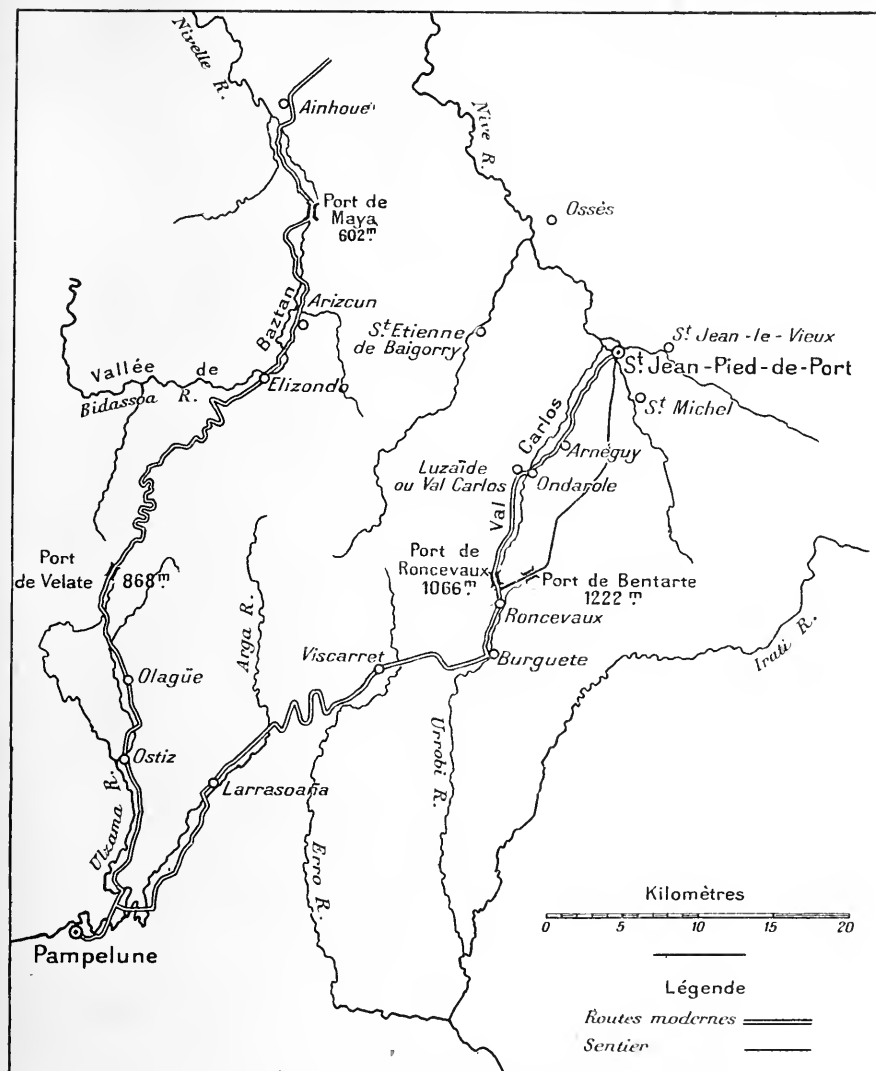 Nivelle R.
Ainhoue
Nive R.
Ossès
Port de
Maya
602m.
Arizcun
Baztan
Vallée de
Bidassoa R.
Elizondo
St Etienne
de Baigorry
St Jean-le-Vieux
St Jean-Pied-de-Port
St Michel
Carlos
Val
Arnéguy
Luzaïde
ou Val Carlos
Ondarole
Port
de Velate
868m
Port de
Roncevaux
1066m
Port de Bentarte
1222 m
Roncevaux
Arga R.
Viscarret
Burguete
Irati R.
Olagüe
Ostiz
Urrobi R.
Larrasoaña
Ulzama R.
Erro R.
Pampelune
Kilomètres
0 5 10 15 20
Légende
Routes modernes
Sentier